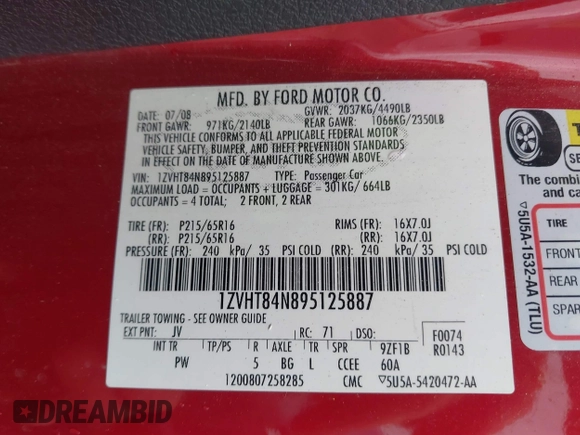 MFD. BY FORD MOTOR CO.
DATE: 07/08 GVWR: 2037KG/4490LB
FRONT GAWR: 971KG/2140LB REAR GAWR: 1066KG/2350LB
THIS VEHICLE CONFORMS TO ALL APPLICABLE FEDERAL MOTOR
VEHICLE SAFETY, BUMPER, AND THEFT PREVENTION STANDARDS
IN EFFECT ON THE DATE OF MANUFACTURE SHOWN ABOVE.
VIN: 1ZVHT84N895125887 TYPE: Passenger Car
MAXIMUM LOAD = OCCUPANTS + LUGGAGE = 301KG/ 664LB
OCCUPANTS = 4 TOTAL: 2 FRONT, 2 REAR
TIRE (FR): P215/65R16 RIMS (FR): 16X7.0J
(RR): P215/65R16 (RR): 16X7.0J
PRESSURE (FR): 240 kPa/ 35 PSI COLD (RR): 240 kPa/ 35 PSI COLD
1ZVHT84N895125887
TRAILER TOWING - SEE OWNER GUIDE
EXT PNT: JV RC: 71 DSO: F0074
INT TR TP/PS R AXLE TR SPR 9ZF1B R0143
PW 5 BG L CCEE 60A
1200807258285 CMC ▽5U5A-5420472-AA
The combin
and ca
TIRE
FRONT
REAR
SPAR
▽5U5A-1532-AA (TLU)
DREAMBID